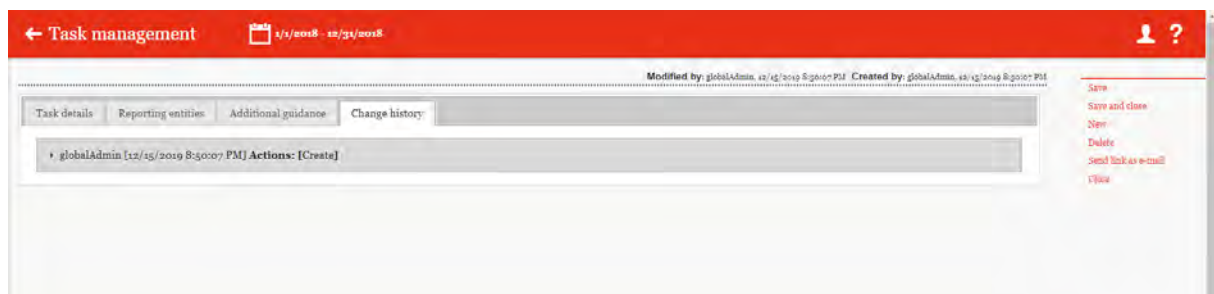 ← Task management 1/1/2018 - 12/31/2018 ?
Modified by: globalAdmin, 12/15/2019 8:50:07 PM Created by: globalAdmin, 12/15/2019 8:50:07 PM
Task details Reporting entities Additional guidance Change history
globalAdmin [12/15/2019 8:50:07 PM] Actions: [Create]
Save
Save and close
New
Delete
Send link as e-mail
Close